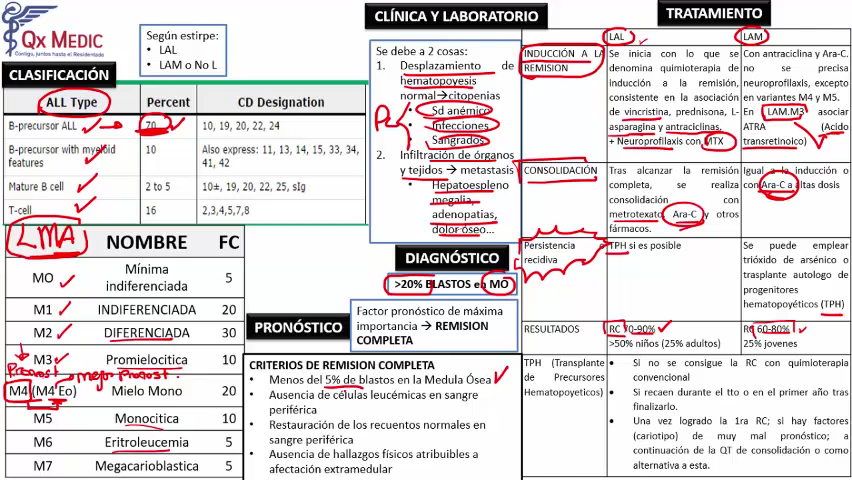 Qx MEDIC
Contigo, juntos hasta la Residentado
Según estirpe:
• LAL
• LAM o No L
CLASIFICACIÓN
ALL Type Percent CD Designation
B-precursor ALL 70 10, 19, 20, 22, 24
B-precursor with myeloid features 10 Also express: 11, 13, 14, 15, 33, 34, 41, 42
Mature B cell 2 to 5 10±, 19, 20, 22, 25, sIg
T-cell 16 2,3,4,5,7,8
LMA
NOMBRE FC
MO Mínima indiferenciada 5
M1 INDIFERENCIADA 20
M2 DIFERENCIADA 30
M3 Promielocitica 10
Pronost
mejor Pronost.
M4 (M4 Eo) Mielo Mono 20
M5 Monocitica 10
M6 Eritroleucemia 5
M7 Megacarioblastica 5
CLÍNICA Y LABORATORIO
Se debe a 2 cosas:
1. Desplazamiento de
hematopoyesis
normal→citopenias
• Sd anémico
• Infecciones
• Sangrados
2. Infiltración de órganos
y tejidos → metastasis
• Hepatoespleno
megalia,
adenopatias,
dolor óseo...
DIAGNÓSTICO
>20% BLASTOS en MO
PRONÓSTICO
Factor pronóstico de máxima
importancia → REMISION
COMPLETA
CRITERIOS DE REMISION COMPLETA
• Menos del 5% de blastos en la Medula Ósea
• Ausencia de células leucémicas en sangre
periférica
• Restauración de los recuentos normales en
sangre periférica
• Ausencia de hallazgos físicos atribuibles a
afectación extramedular
TRATAMIENTO
LAL LAM
INDUCCIÓN A LA
REMISION
Se inicia con lo que se
denomina quimioterapia de
inducción a la remisión,
consistente en la asociación
de vincristina, prednisona, L-
asparagina y antraciclinas.
+ Neuroprofilaxis con MTX
Con antraciclina y Ara-C.
no se precisa
neuroprofilaxis, excepto
en variantes M4 y M5.
En LAM.M3 asociar
ATRA (Acido
transretinoico)
CONSOLIDACIÓN
Tras alcanzar la remisión
completa, se realiza
consolidación con
metrotexato, Ara-C y otros
fármacos.
Igual a la inducción o
con Ara-C a altas dosis
Persistencia o
recidiva
TPH si es posible
Se puede emplear
trióxido de arsénico o
trasplante autologo de
progenitores
hematopoyéticos (TPH)
RESULTADOS
RC 70-90%
>50% niños (25% adultos)
RC 60-80%
25% jovenes
TPH (Transplante
de Precursores
Hematopoyeticos)
• Si no se consigue la RC con quimioterapia
convencional
• Si recaen durante el tto o en el primer año tras
finalizarlo.
• Una vez logrado la 1ra RC; si hay factores
(cariotipo) de muy mal pronóstico; a
continuación de la QT de consolidación o como
alternativa a esta.